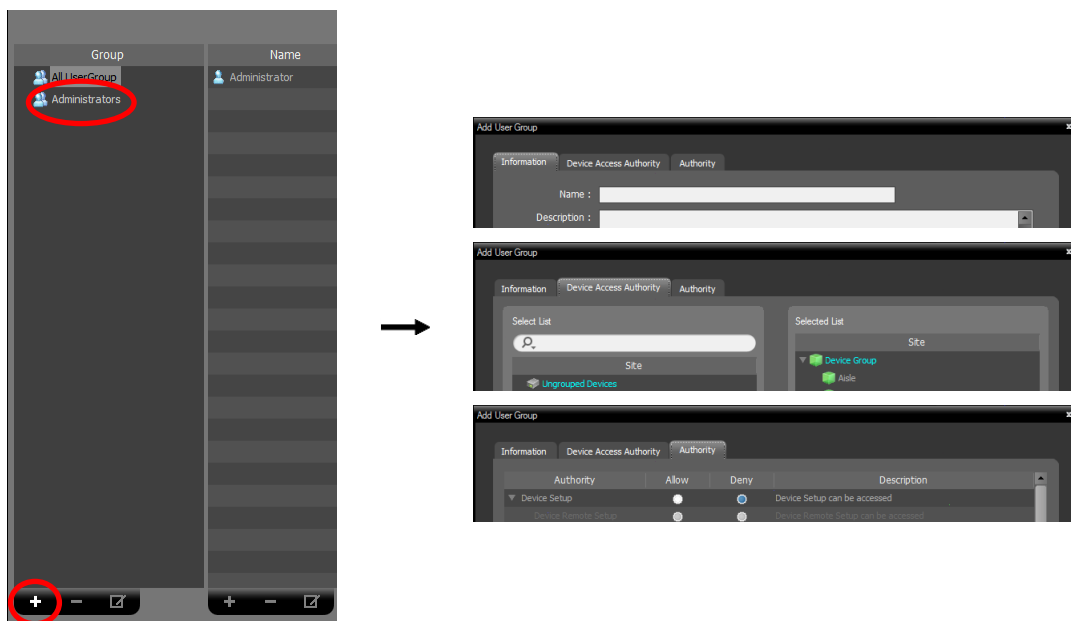 Group Name
All UserGroup Administrator
Administrators
Add User Group
Information Device Access Authority Authority
Name :
Description :
Add User Group
Information Device Access Authority Authority
Select List Selected List
Site Site
Ungrouped Devices Device Group
Aisle
Add User Group
Information Device Access Authority Authority
Authority Allow Deny Description
Device Setup Device Setup can be accessed
Device Remote Setup Device Remote Setup can be accessed